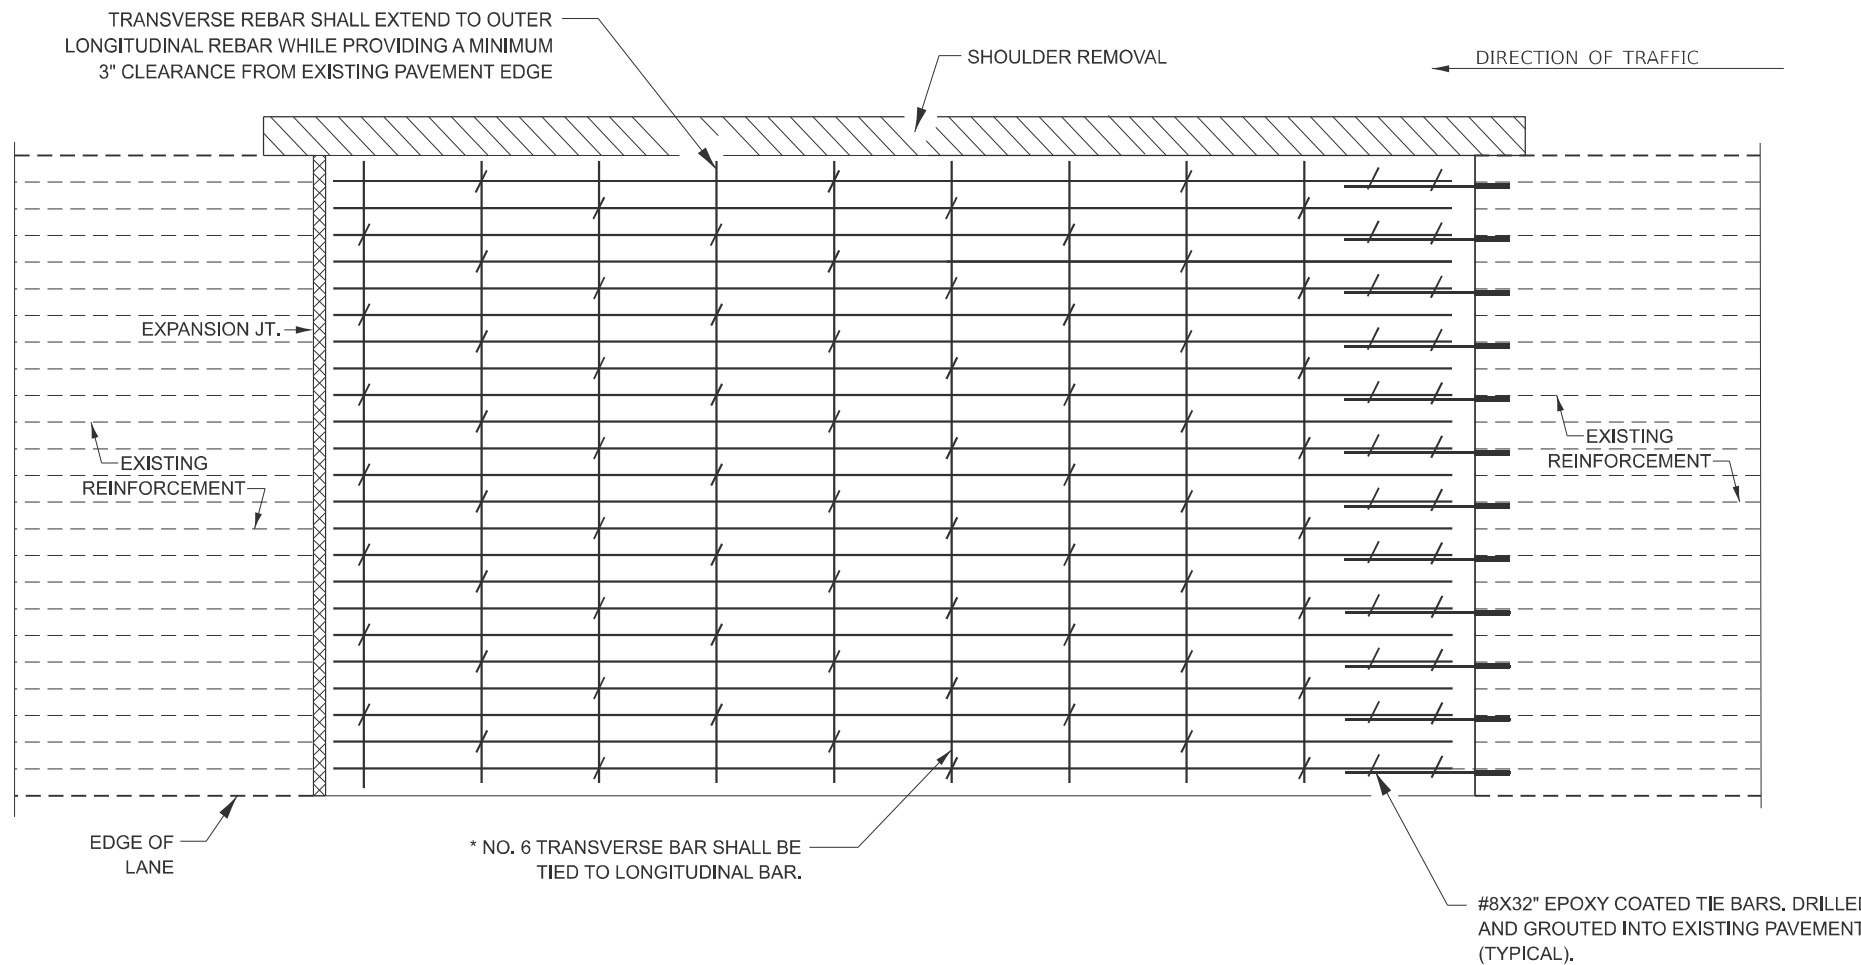 TRANSVERSE REBAR SHALL EXTEND TO OUTER
LONGITUDINAL REBAR WHILE PROVIDING A MINIMUM
3" CLEARANCE FROM EXISTING PAVEMENT EDGE
SHOULDER REMOVAL
DIRECTION OF TRAFFIC
EXPANSION JT.
EXISTING
REINFORCEMENT
EXISTING
REINFORCEMENT
EDGE OF
LANE
* NO. 6 TRANSVERSE BAR SHALL BE
TIED TO LONGITUDINAL BAR.
#8X32" EPOXY COATED TIE BARS. DRILLED
AND GROUTED INTO EXISTING PAVEMENT
(TYPICAL).